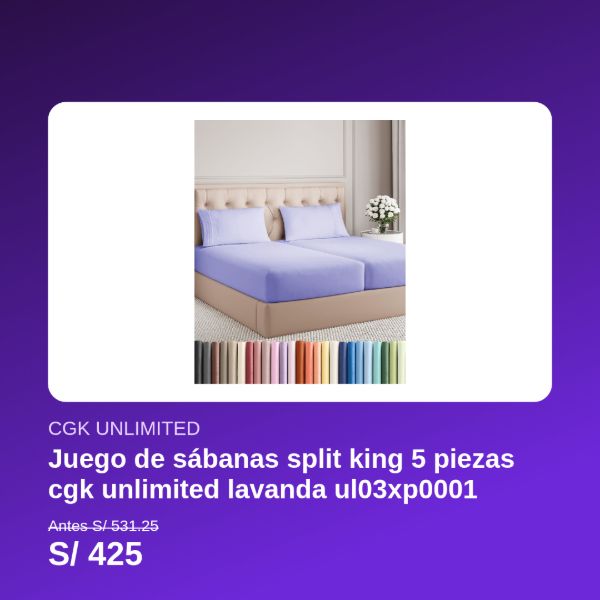 CGK UNLIMITED
Juego de sábanas split king 5 piezas
cgk unlimited lavanda ul03xp0001
Antes S/ 531.25
S/ 425